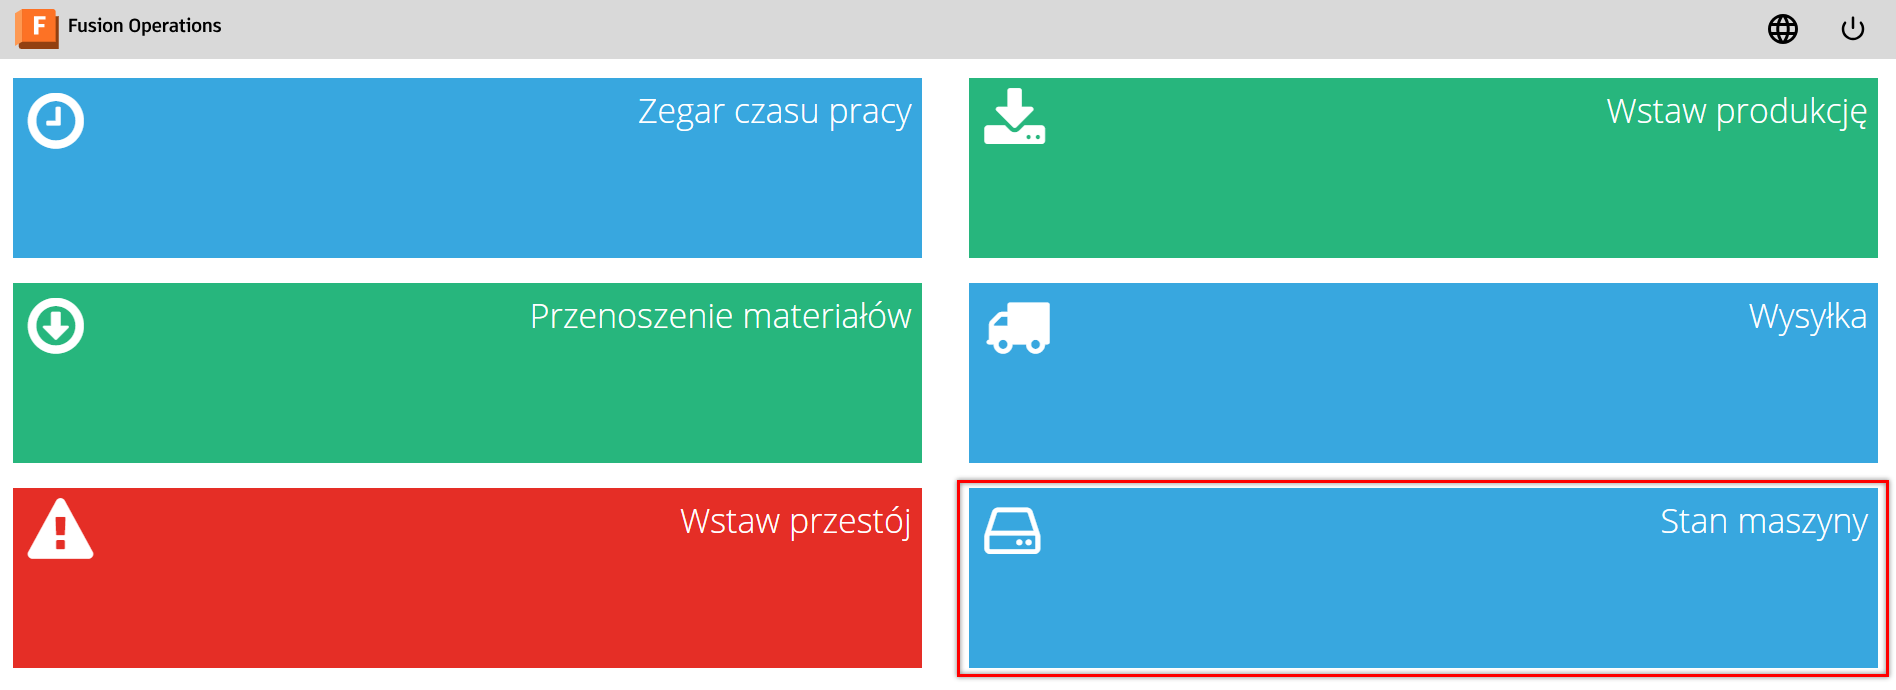 F Fusion Operations
Zegar czasu pracy
Wstaw produkcję
Przenoszenie materiałów
Wysyłka
Wstaw przestój
Stan maszyny